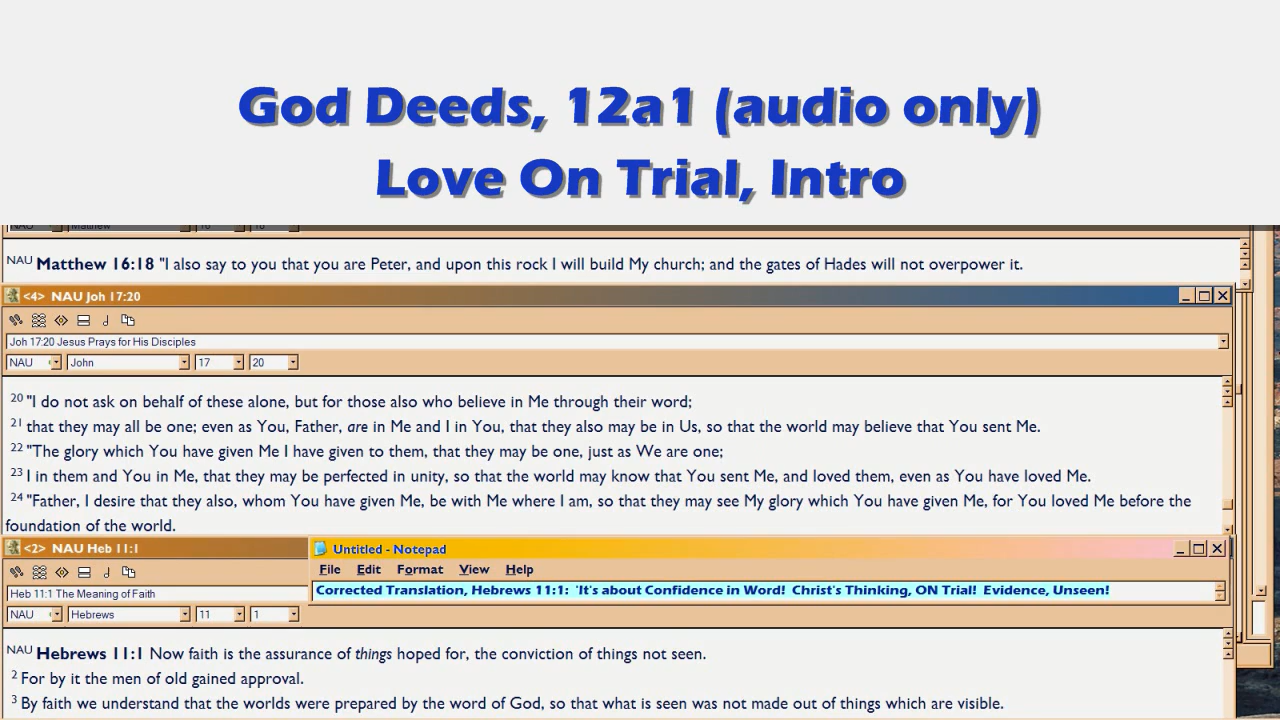 God Deeds, 12a1 (audio only)
Love On Trial, Intro
NAU Matthew 16 18
NAU Matthew 16:18 "I also say to you that you are Peter, and upon this rock I will build My church; and the gates of Hades will not overpower it.
<4> NAU Joh 17:20
Joh 17:20 Jesus Prays for His Disciples
NAU John 17 20
20 "I do not ask on behalf of these alone, but for those also who believe in Me through their word;
21 that they may all be one; even as You, Father, are in Me and I in You, that they also may be in Us, so that the world may believe that You sent Me.
22 "The glory which You have given Me I have given to them, that they may be one, just as We are one;
23 I in them and You in Me, that they may be perfected in unity, so that the world may know that You sent Me, and loved them, even as You have loved Me.
24 "Father, I desire that they also, whom You have given Me, be with Me where I am, so that they may see My glory which You have given Me, for You loved Me before the
foundation of the world.
<2> NAU Heb 11:1
Untitled - Notepad
File Edit Format View Help
Corrected Translation, Hebrews 11:1: 'It's about Confidence in Word! Christ's Thinking, ON Trial! Evidence, Unseen!
Heb 11:1 The Meaning of Faith
NAU Hebrews 11 1
NAU Hebrews 11:1 Now faith is the assurance of things hoped for, the conviction of things not seen.
2 For by it the men of old gained approval.
3 By faith we understand that the worlds were prepared by the word of God, so that what is seen was not made out of things which are visible.